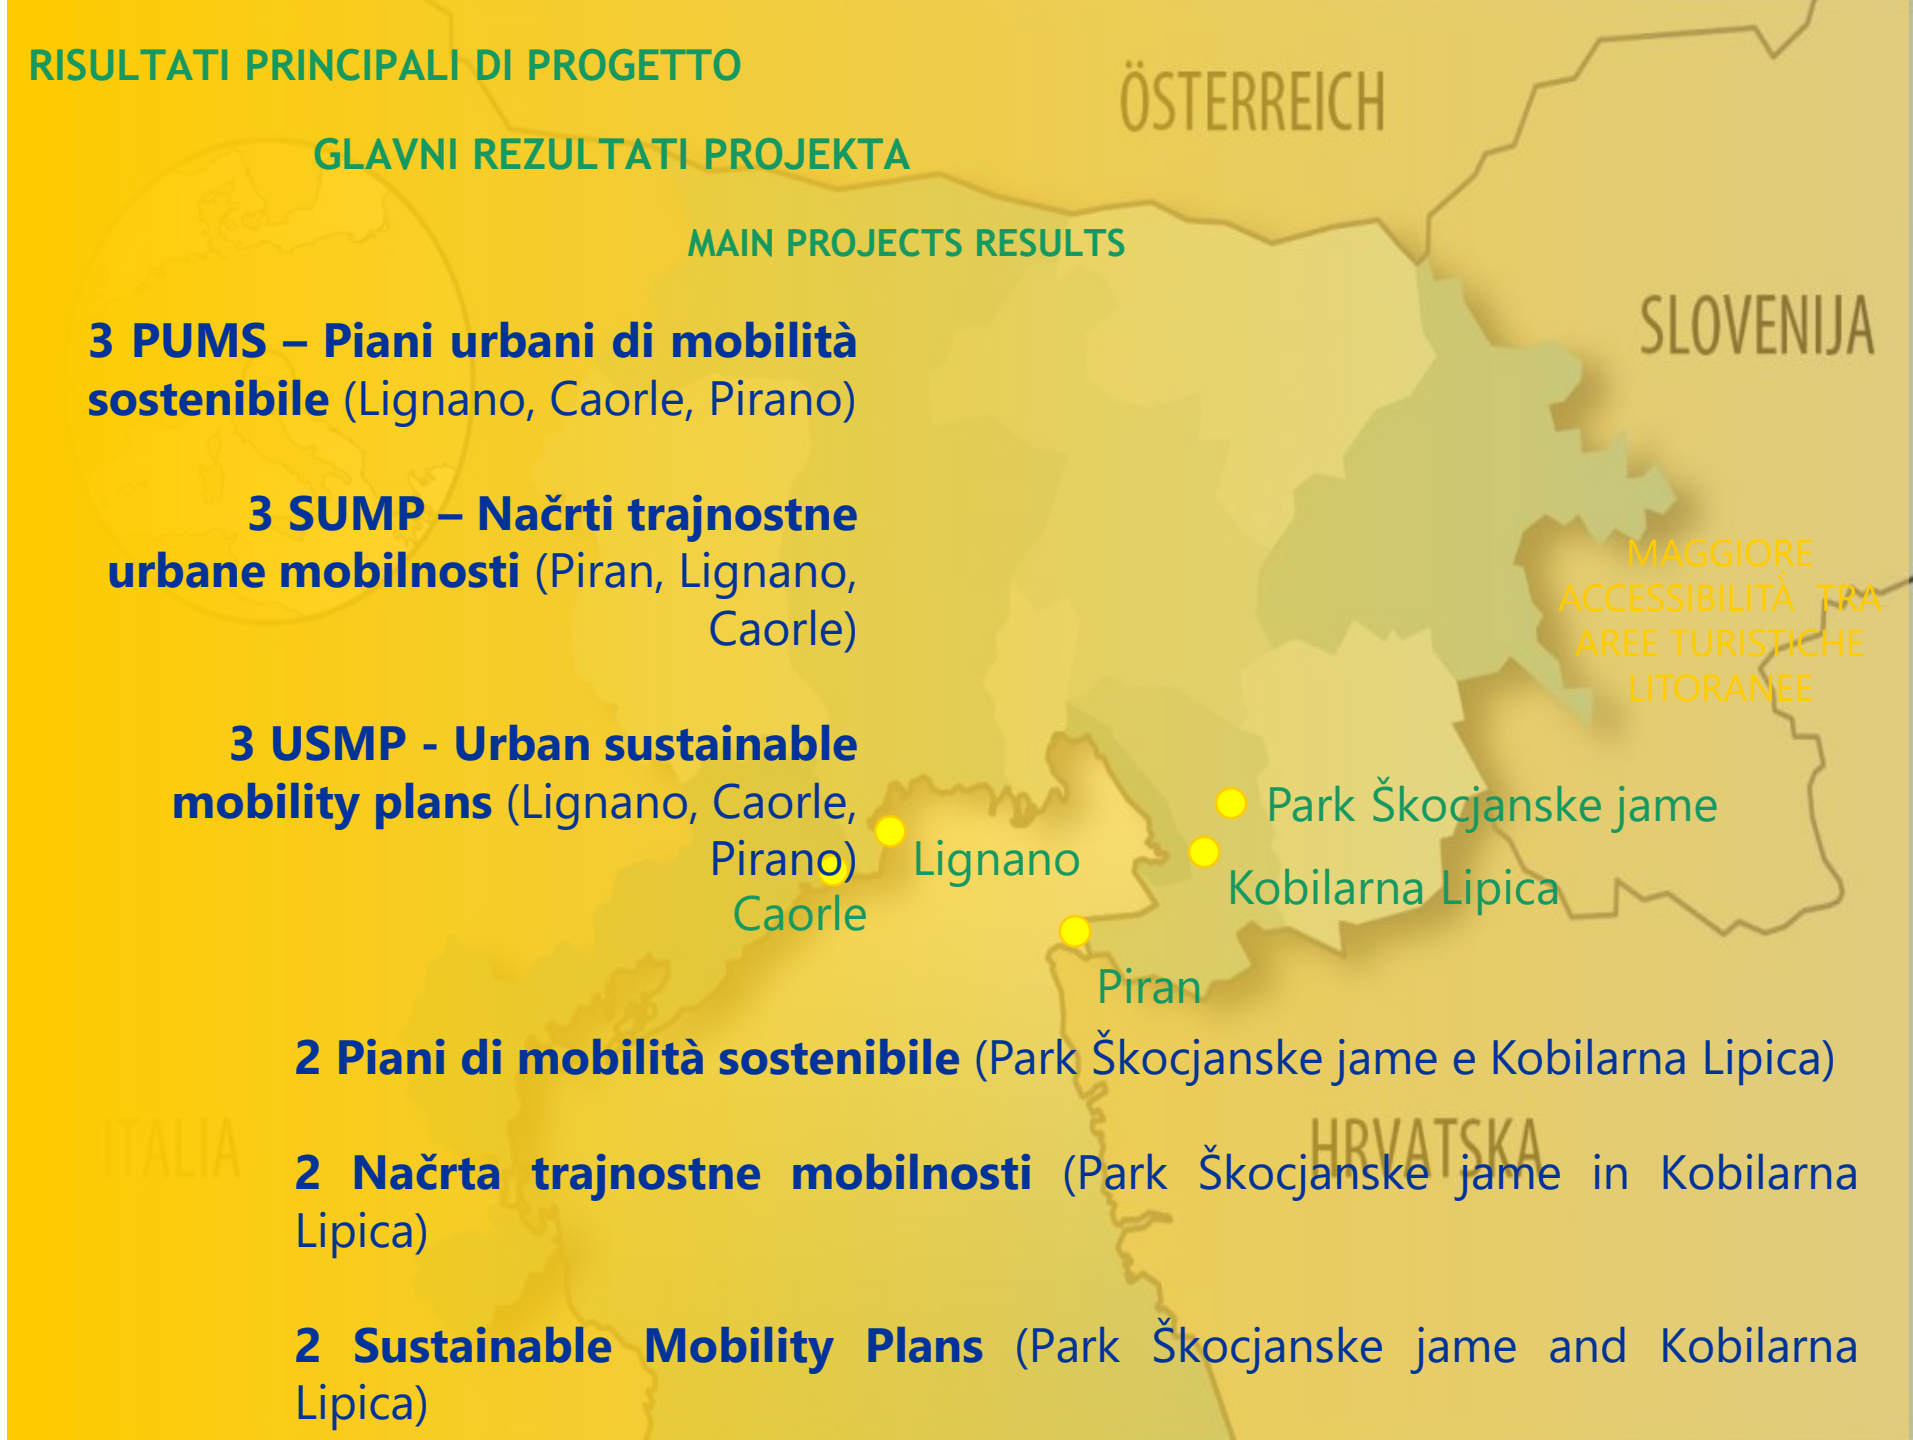 RISULTATI PRINCIPALI DI PROGETTO
GLAVNI REZULTATI PROJEKTA
MAIN PROJECTS RESULTS
ÖSTERREICH
SLOVENIJA
3 PUMS – Piani urbani di mobilità
sostenibile (Lignano, Caorle, Pirano)
3 SUMP – Načrti trajnostne
urbane mobilnosti (Piran, Lignano,
Caorle)
MAGGIORE
ACCESSIBILITÀ TRA
AREE TURISTICHE
LITORANEE
3 USMP - Urban sustainable
mobility plans (Lignano, Caorle,
Pirano)
Park Škocjanske jame
Lignano
Kobilarna Lipica
Caorle
Piran
2 Piani di mobilità sostenibile (Park Škocjanske jame e Kobilarna Lipica)
ITALIA
HRVATSKA
2 Načrta trajnostne mobilnosti (Park Škocjanske jame in Kobilarna
Lipica)
2 Sustainable Mobility Plans (Park Škocjanske jame and Kobilarna
Lipica)